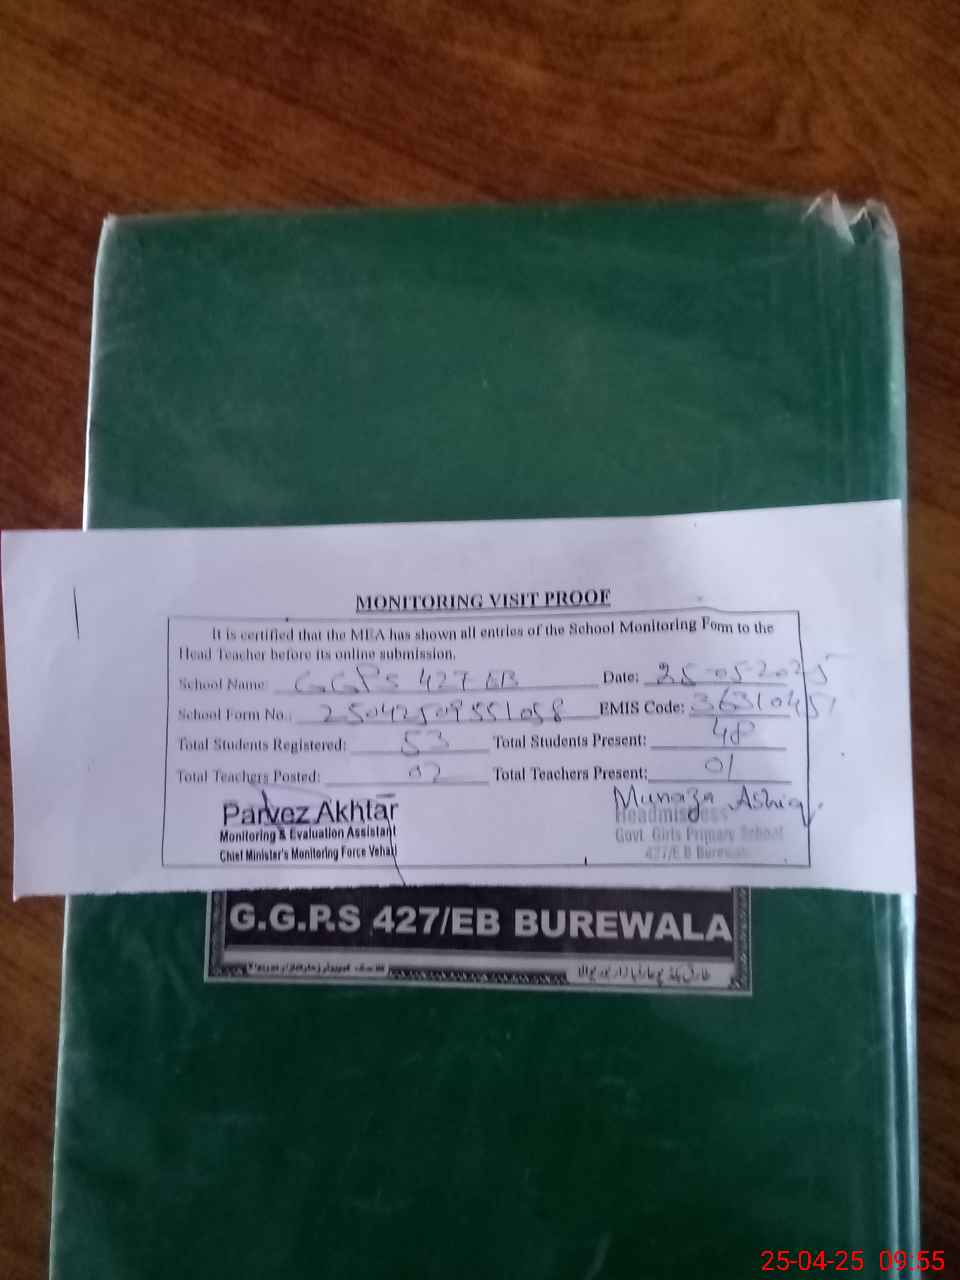 MONITORING VISIT PROOF
It is certified that the MEA has shown all entries of the School Monitoring Form to the
Head Teacher before its online submission.
School Name: GGPS 427 EB Date: 25-05-2025
School Form No.: 25042509551058 EMIS Code: 36310451
Total Students Registered: 53 Total Students Present: 48
Total Teachers Posted: 02 Total Teachers Present: 01
Parvez Akhtar
Monitoring & Evaluation Assistant
Chief Minister's Monitoring Force Vehari
Munaza Ashiq
Headmistress
Govt. Girls Primary School
427/E.B Burewala
G.G.P.S 427/EB BUREWALA
25-04-25 09:55